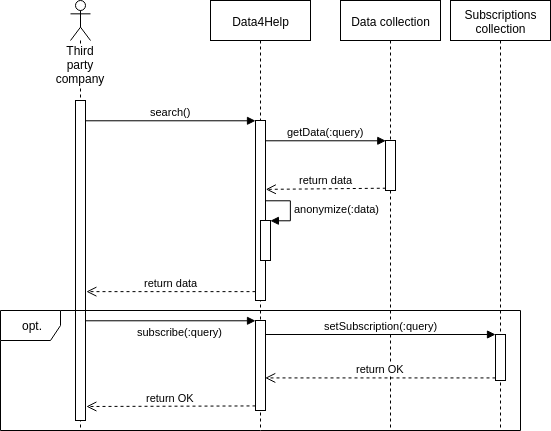 Third
party
company
Data4Help
Data collection
Subscriptions
collection
search()
getData(:query)
return data
anonymize(:data)
return data
opt.
subscribe(:query)
setSubscription(:query)
return OK
return OK